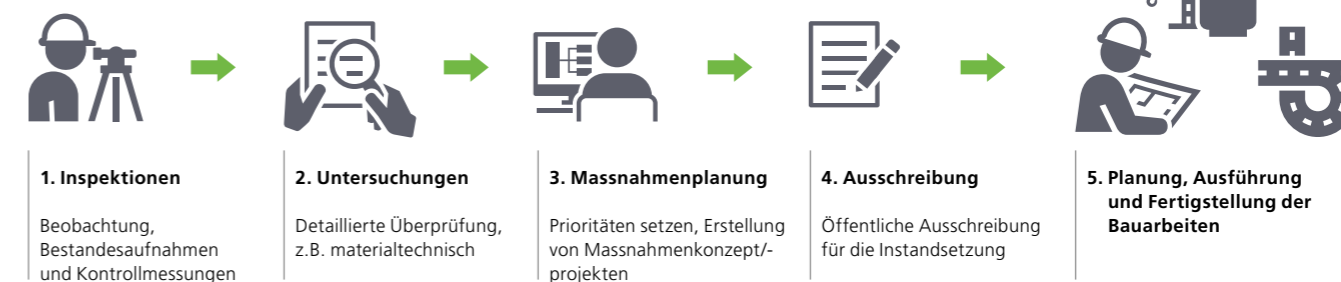 1. Inspektionen
Beobachtung,
Bestandesaufnahmen
und Kontrollmessungen
2. Untersuchungen
Detaillierte Überprüfung,
z.B. materialtechnisch
3. Massnahmenplanung
Prioritäten setzen, Erstellung
von Massnahmenkonzept/-
projekten
4. Ausschreibung
Öffentliche Ausschreibung
für die Instandsetzung
5. Planung, Ausführung
und Fertigstellung der
Bauarbeiten